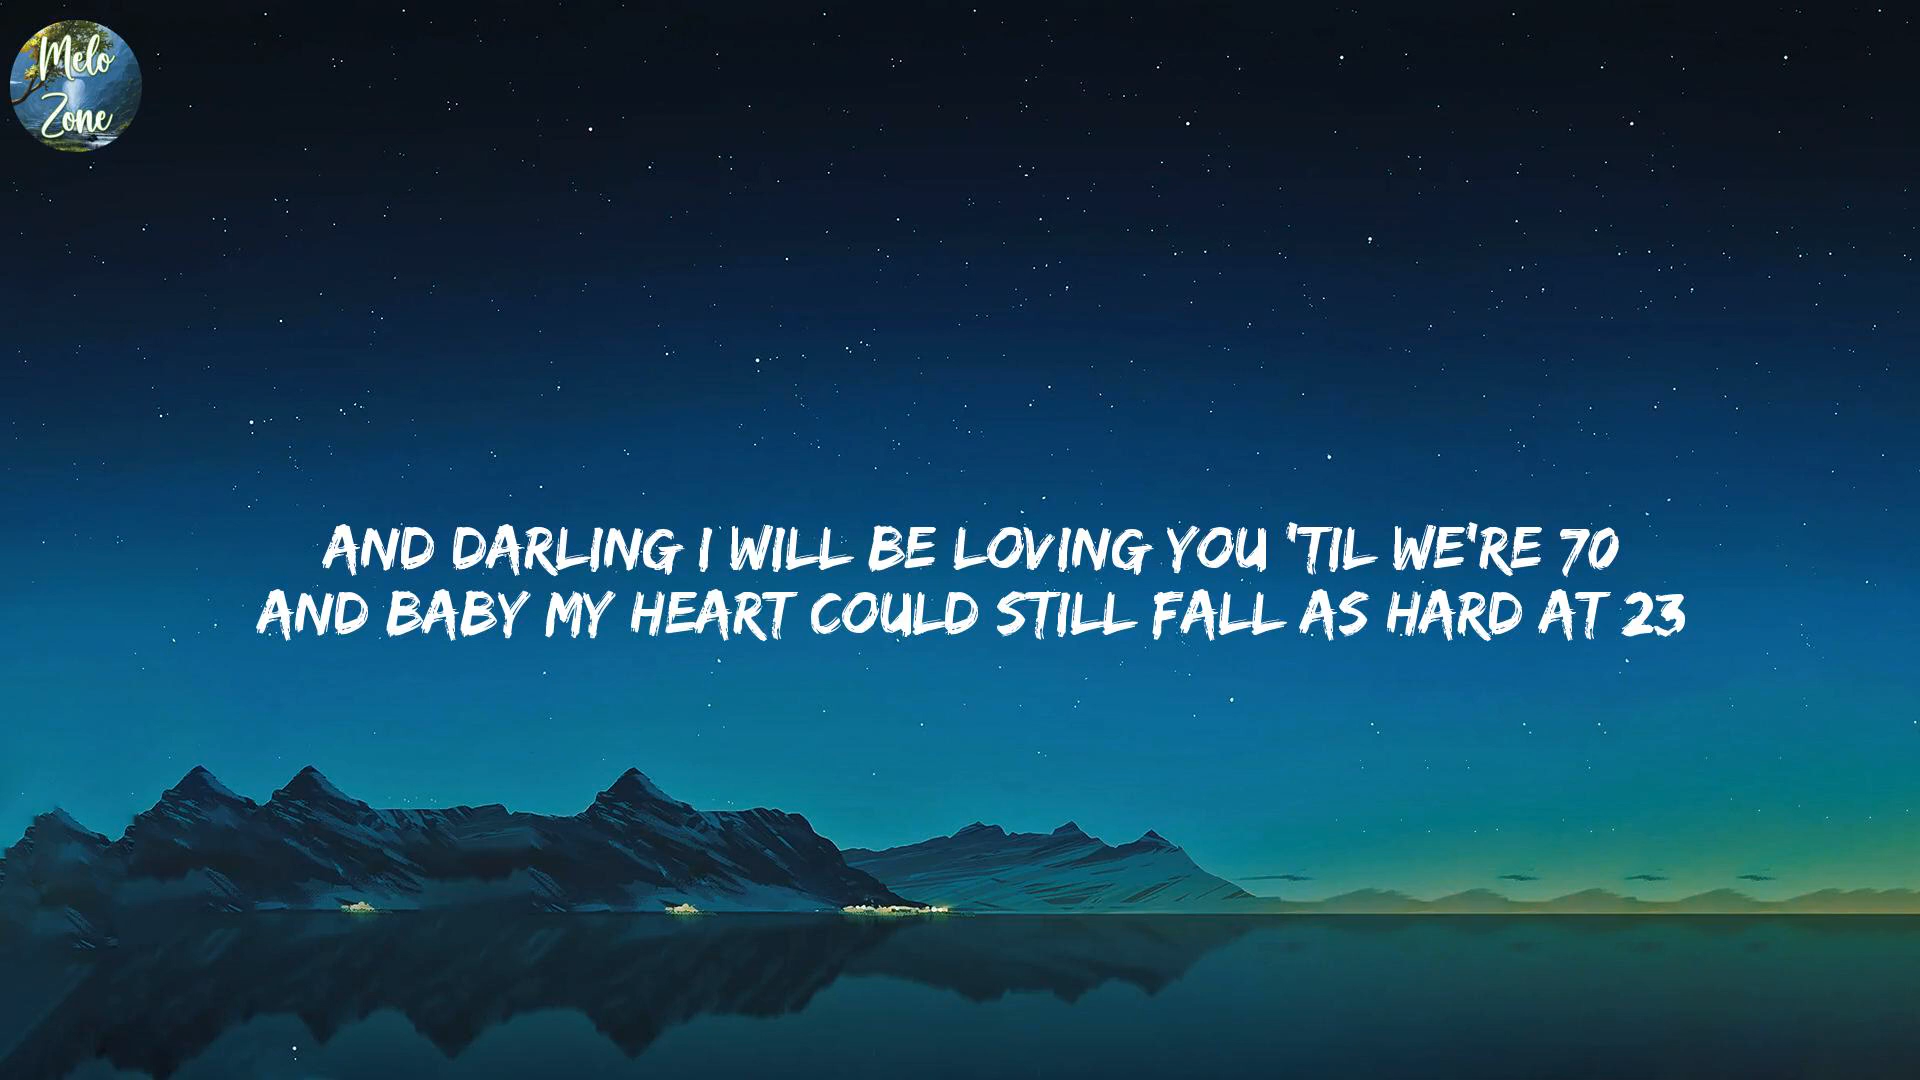 Melo
Zone
AND DARLING I WILL BE LOVING YOU 'TIL WE'RE 70
AND BABY MY HEART COULD STILL FALL AS HARD AT 23